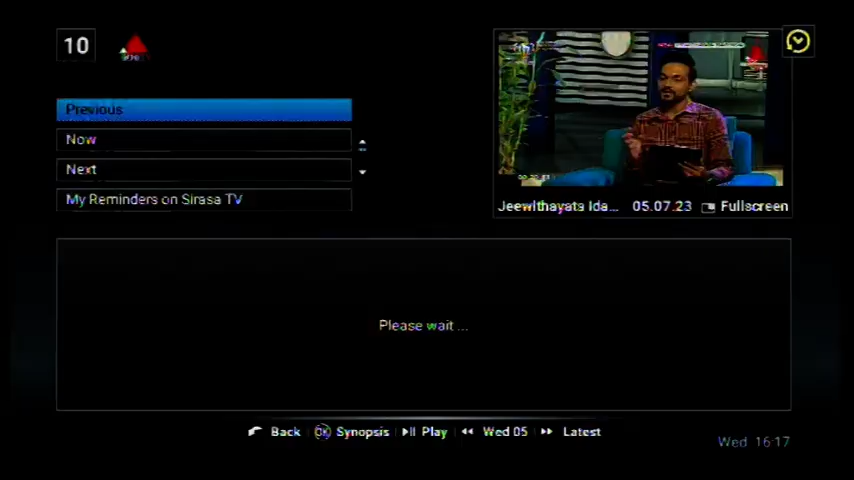 10
Previous
Now
Next
My Reminders on Sirasa TV
Jeewithayata Ida... 05.07.23 Fullscreen
Please wait ...
Back OK Synopsis Play Wed 05 Latest
Wed 16:17